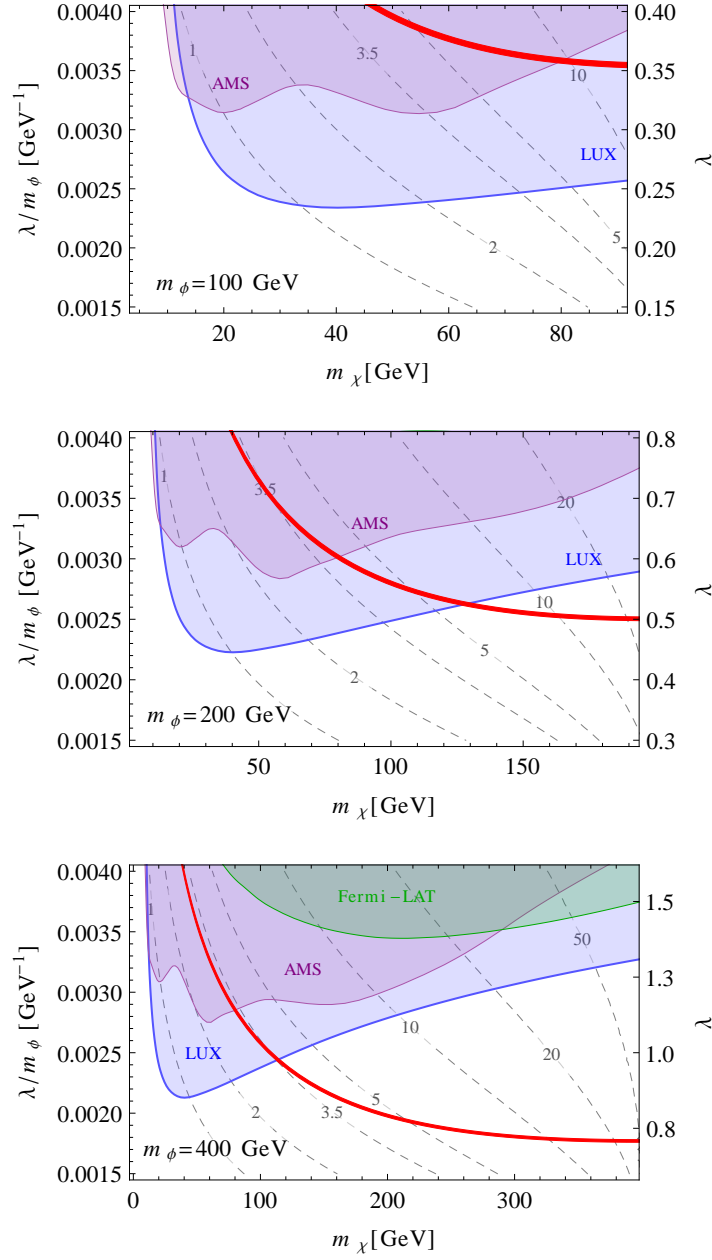 0.0040 0.40
1 3.5 10
AMS
0.0035 0.35
0.0030 0.30
LUX
λ/m_ϕ [GeV⁻¹] λ
0.0025 0.25
2 5
0.0020 0.20
m_ϕ=100 GeV
0.0015 0.15
20 40 60 80
m_χ[GeV]
0.0040 0.8
1 3.5 20
0.0035 0.7
AMS
0.0030 0.6
LUX
λ/m_ϕ [GeV⁻¹] λ
0.0025 0.5
10
5
2
0.0020 0.4
m_ϕ=200 GeV
0.0015 0.3
50 100 150
m_χ[GeV]
0.0040
Fermi-LAT
1 1.5
0.0035
50
AMS 1.3
0.0030
λ/m_ϕ [GeV⁻¹] λ
10
LUX 1.0
0.0025
20
2 3.5 5
0.0020 0.8
m_ϕ=400 GeV
0.0015
0 100 200 300
m_χ[GeV]